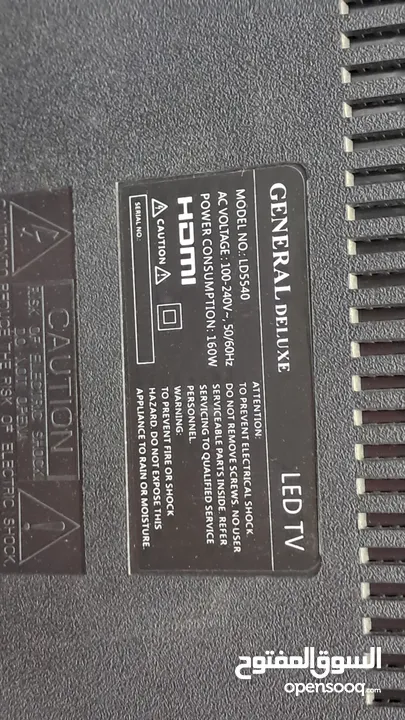 GENERAL DELUXE
LED TV
MODEL NO.: LD5540
AC VOLTAGE : 100-240V~, 50/60Hz
POWER CONSUMPTION: 160W
HDMI
CAUTION
SERIAL NO.
ATTENTION:
TO PREVENT ELECTRICAL SHOCK
DO NOT REMOVE SCREWS. NO USER
SERVICEABLE PARTS INSIDE. REFER
SERVICING TO QUALIFIED SERVICE
PERSONNEL.
WARNING:
TO PREVENT FIRE OR SHOCK
HAZARD. DO NOT EXPOSE THIS
APPLIANCE TO RAIN OR MOISTURE
CAUTION
RISK OF ELECTRIC SHOCK
DO NOT OPEN
REDUCE THE RISK OF ELECTRIC SHOCK
السوق المفتوح
opensooq.com